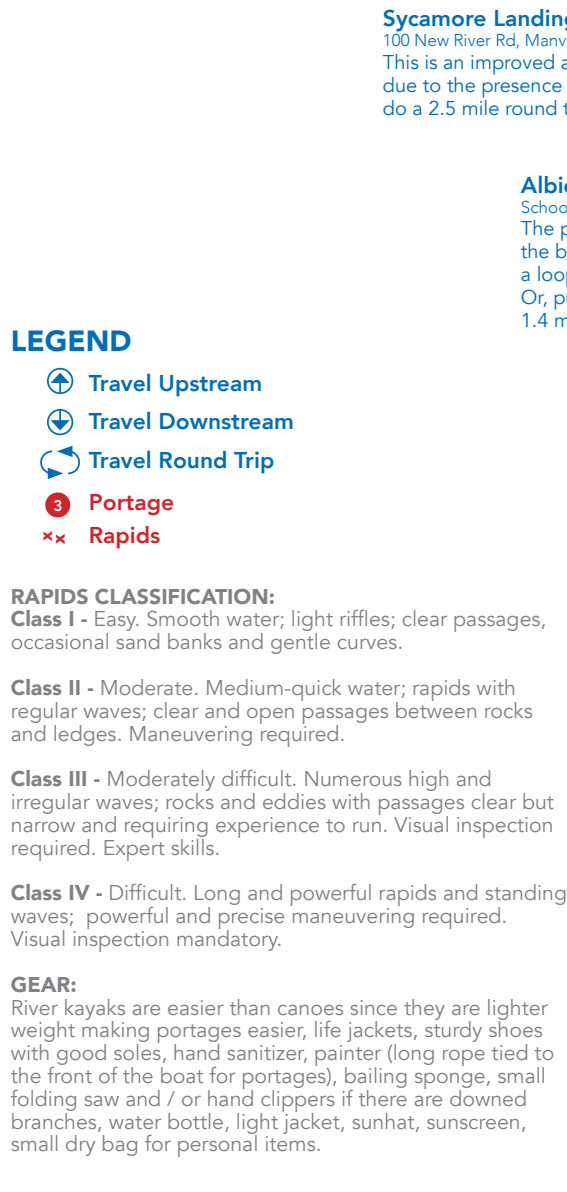 Sycamore Landing
100 New River Rd, Manv
This is an improved a
due to the presence
do a 2.5 mile round t
Albi
Schoo
The p
the b
a loop
Or, pu
1.4 m
LEGEND
Travel Upstream
Travel Downstream
Travel Round Trip
3 Portage
xx Rapids
RAPIDS CLASSIFICATION:
Class I - Easy. Smooth water; light riffles; clear passages,
occasional sand banks and gentle curves.
Class II - Moderate. Medium-quick water; rapids with
regular waves; clear and open passages between rocks
and ledges. Maneuvering required.
Class III - Moderately difficult. Numerous high and
irregular waves; rocks and eddies with passages clear but
narrow and requiring experience to run. Visual inspection
required. Expert skills.
Class IV - Difficult. Long and powerful rapids and standing
waves;  powerful and precise maneuvering required.
Visual inspection mandatory.
GEAR:
River kayaks are easier than canoes since they are lighter
weight making portages easier, life jackets, sturdy shoes
with good soles, hand sanitizer, painter (long rope tied to
the front of the boat for portages), bailing sponge, small
folding saw and / or hand clippers if there are downed
branches, water bottle, light jacket, sunhat, sunscreen,
small dry bag for personal items.